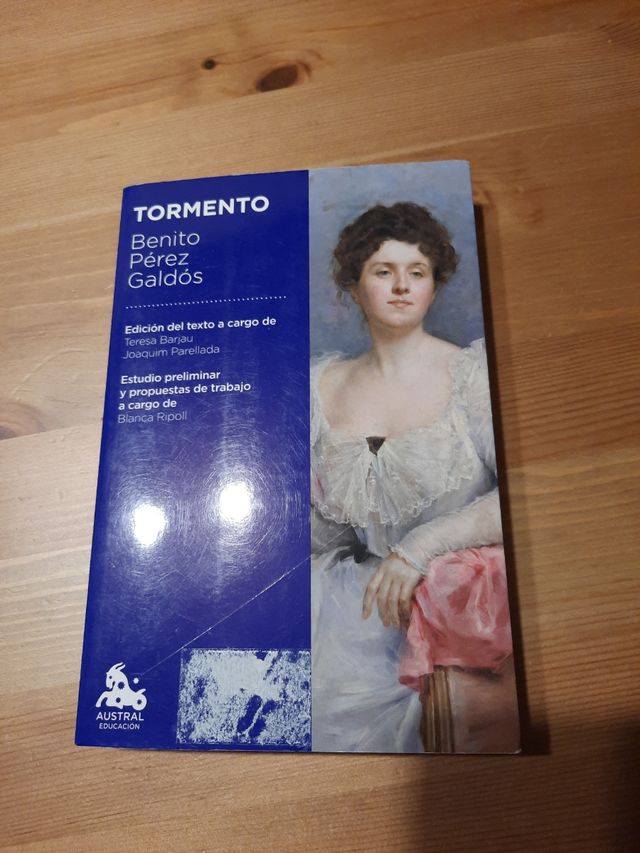 TORMENTO
Benito
Pérez
Galdós
Edición del texto a cargo de
Teresa Barjau
Joaquim Parellada
Estudio preliminar
y propuestas de trabajo
a cargo de
Blanca Ripoll
AUSTRAL
EDUCACIÓN